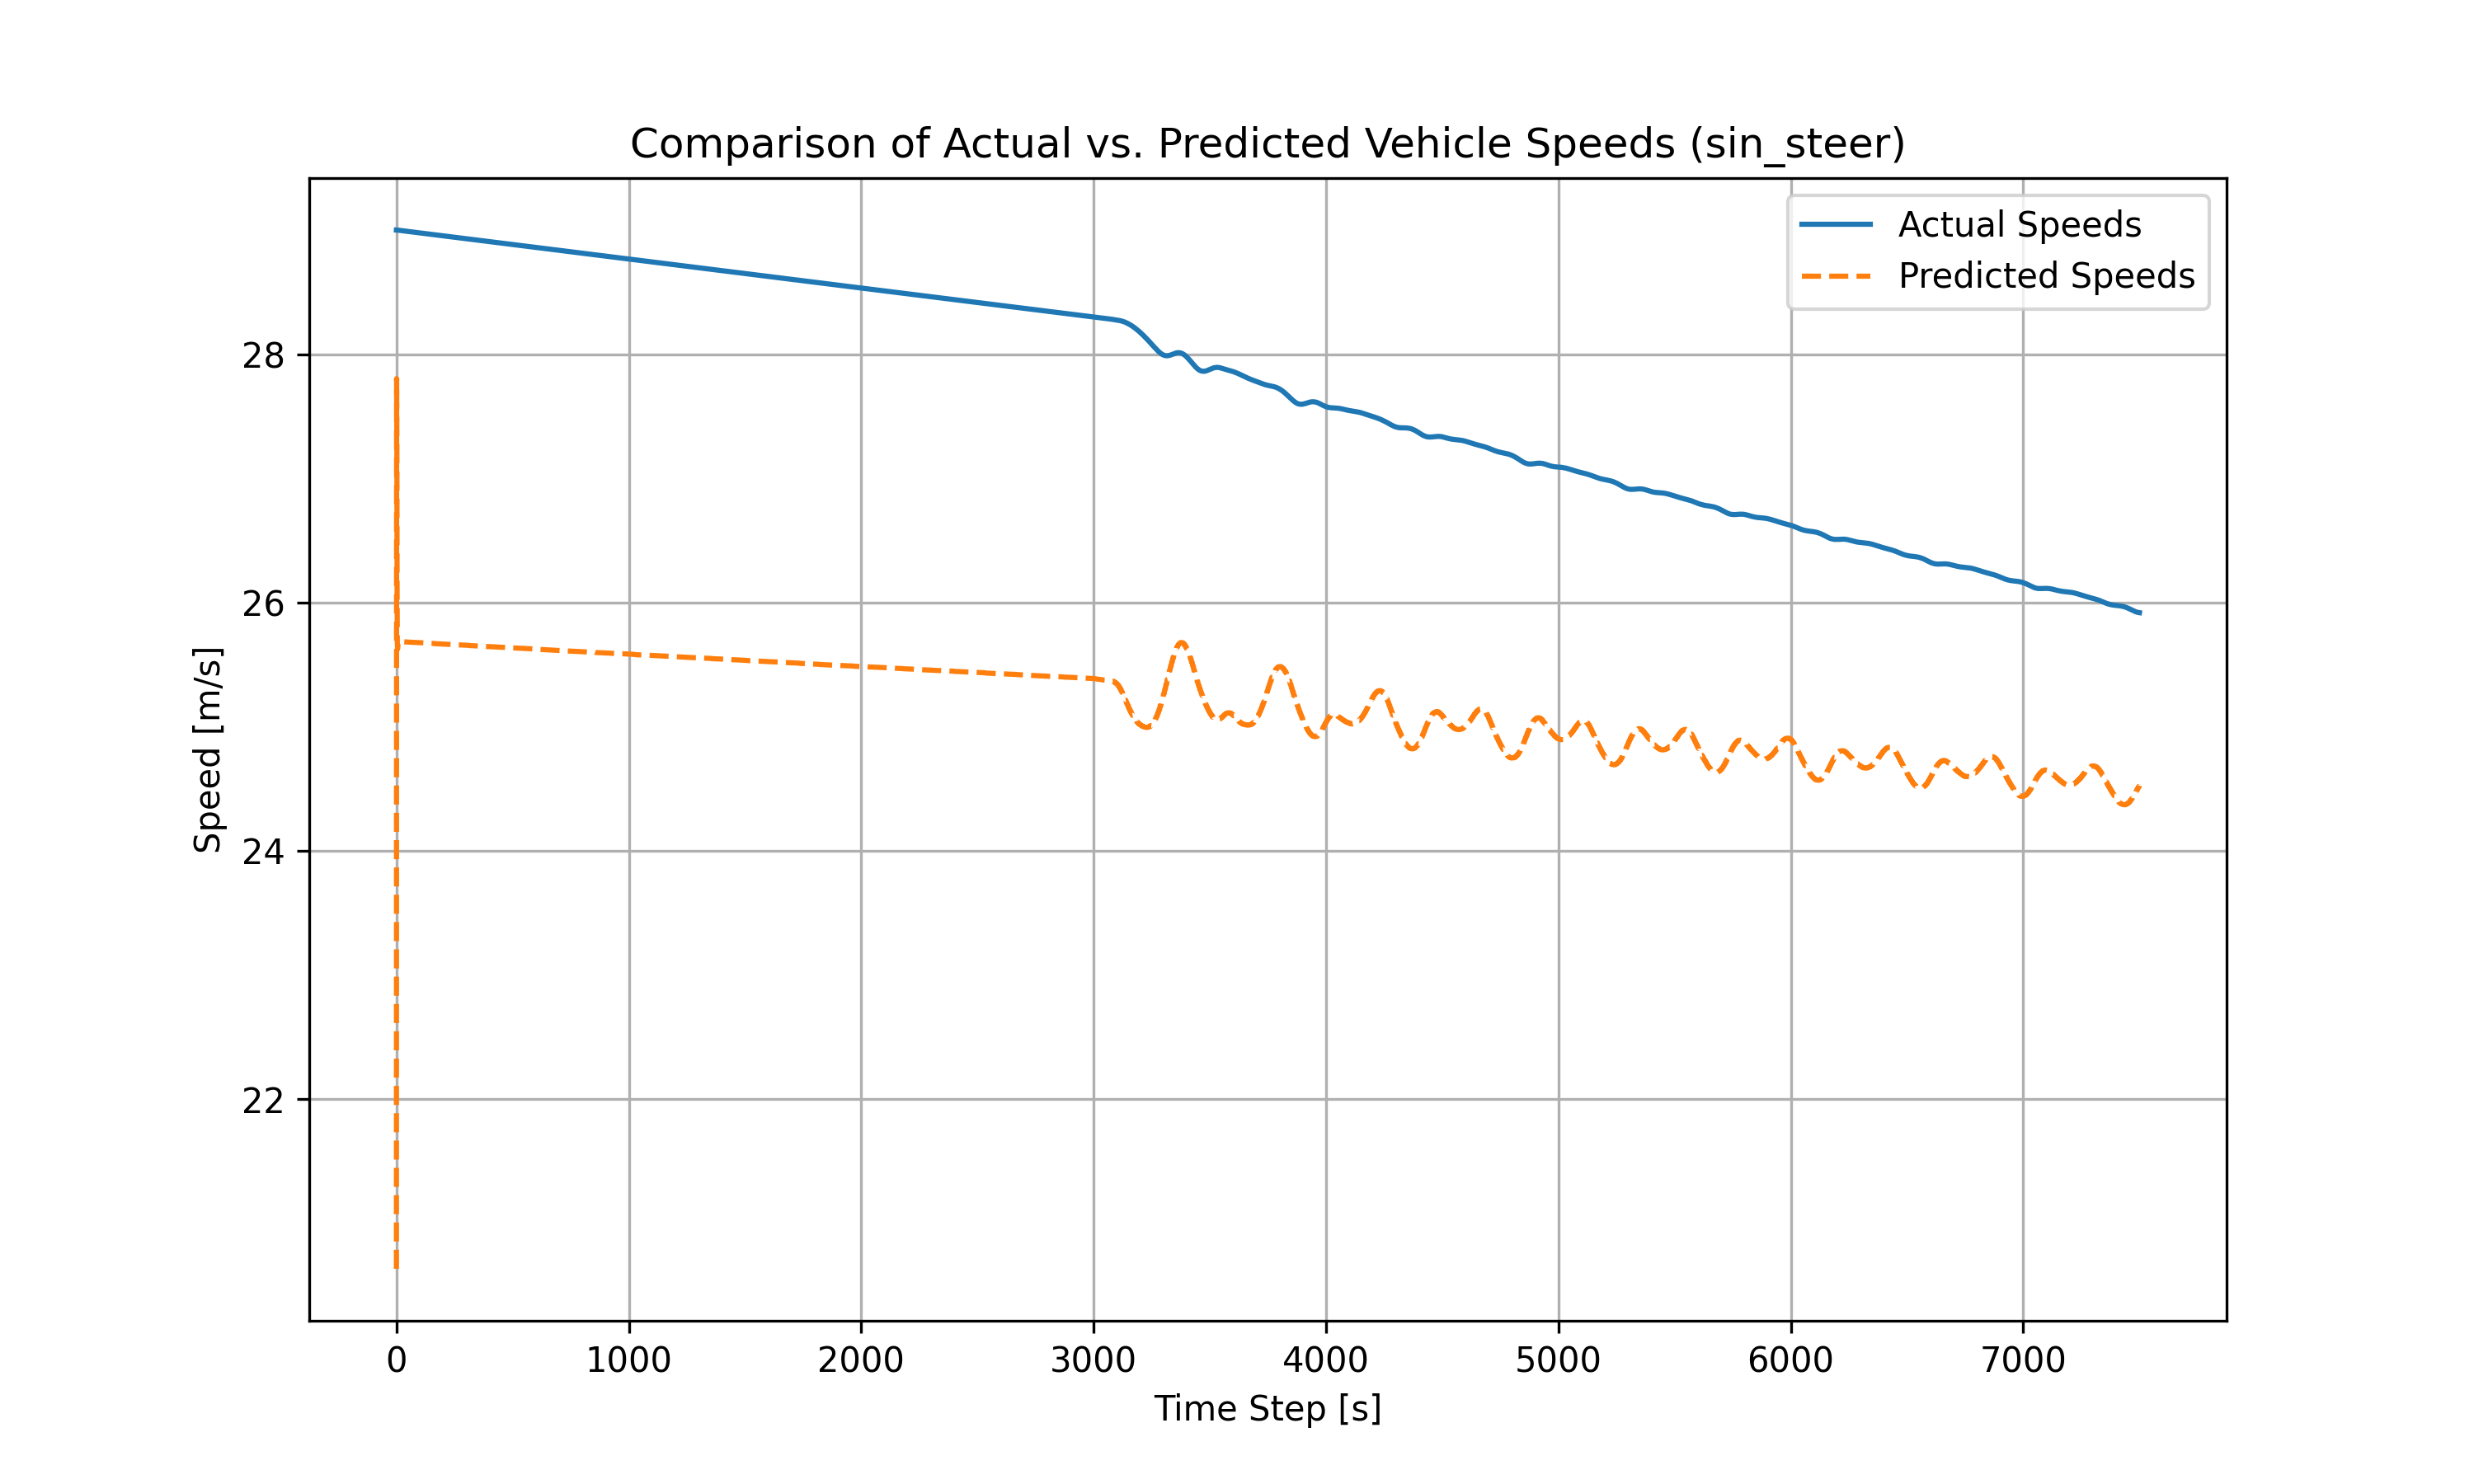 Comparison of Actual vs. Predicted Vehicle Speeds (sin_steer)
Actual Speeds
Predicted Speeds
Speed [m/s]
28
26
24
22
0 1000 2000 3000 4000 5000 6000 7000
Time Step [s]